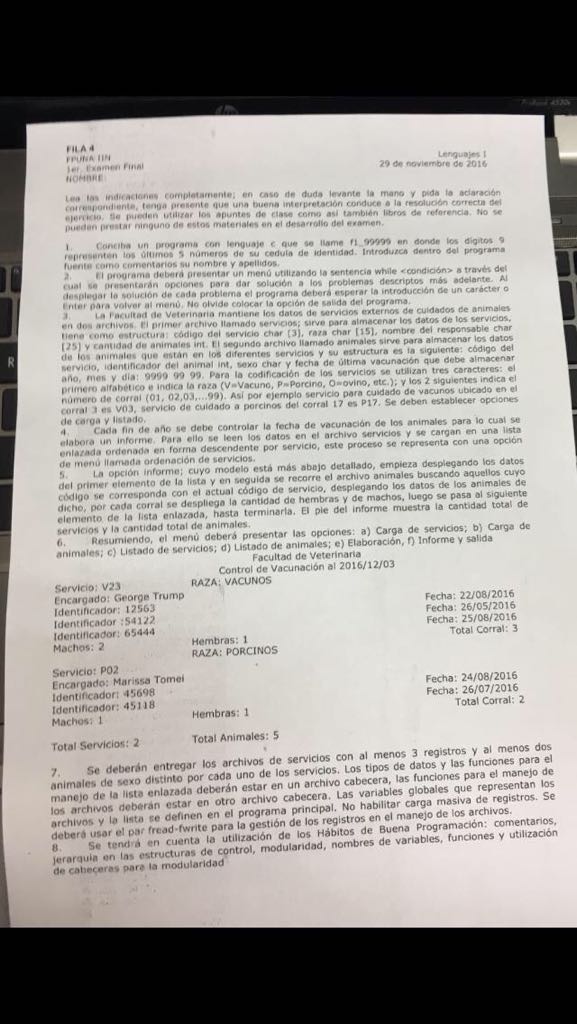 FILA 4
FPUNA IIN
1er. Examen Final
NOMBRE:
Lenguajes I
29 de noviembre de 2016
Lea las indicaciones completamente; en caso de duda levante la mano y pida la aclaración
correspondiente, tenga presente que una buena interpretación conduce a la resolución correcta del
ejercicio. Se pueden utilizar los apuntes de clase como así también libros de referencia. No se
pueden prestar ninguno de estos materiales en el desarrollo del examen.
1. Conciba un programa con lenguaje c que se llame f1_99999 en donde los dígitos 9
representen los últimos 5 números de su cedula de identidad. Introduzca dentro del programa
fuente como comentarios su nombre y apellidos.
2. El programa deberá presentar un menú utilizando la sentencia while <condición> a través del
cual se presentarán opciones para dar solución a los problemas descriptos más adelante. Al
desplegar la solución de cada problema el programa deberá esperar la introducción de un carácter o
Enter para volver al menú. No olvide colocar la opción de salida del programa.
3. La Facultad de Veterinaria mantiene los datos de servicios externos de cuidados de animales
en dos archivos. El primer archivo llamado servicios; sirve para almacenar los datos de los servicios,
tiene como estructura: código del servicio char [3], raza char [15], nombre del responsable char
[25] y cantidad de animales int. El segundo archivo llamado animales sirve para almacenar los datos
de los animales que están en los diferentes servicios y su estructura es la siguiente: código del
servicio, identificador del animal int, sexo char y fecha de última vacunación que debe almacenar
año, mes y día: 9999 99 99. Para la codificación de los servicios se utilizan tres caracteres: el
primero alfabético e indica la raza (V=Vacuno, P=Porcino, O=ovino, etc.); y los 2 siguientes indica el
número de corral (01, 02,03,...99). Así por ejemplo servicio para cuidado de vacunos ubicado en el
corral 3 es V03, servicio de cuidado a porcinos del corral 17 es P17. Se deben establecer opciones
de carga y listado.
4. Cada fin de año se debe controlar la fecha de vacunación de los animales para lo cual se
elabora un informe. Para ello se leen los datos en el archivo servicios y se cargan en una lista
enlazada ordenada en forma descendente por servicio, este proceso se representa con una opción
de menú llamada ordenación de servicios.
5. La opción informe; cuyo modelo está más abajo detallado, empieza desplegando los datos
del primer elemento de la lista y en seguida se recorre el archivo animales buscando aquellos cuyo
código se corresponda con el actual código de servicio, desplegando los datos de los animales de
dicho, por cada corral se despliega la cantidad de hembras y de machos, luego se pasa al siguiente
elemento de la lista enlazada, hasta terminarla. El pie del informe muestra la cantidad total de
servicios y la cantidad total de animales.
6. Resumiendo, el menú deberá presentar las opciones: a) Carga de servicios; b) Carga de
animales; c) Listado de servicios; d) Listado de animales; e) Elaboración, f) Informe y salida
Facultad de Veterinaria
Control de Vacunación al 2016/12/03
Servicio: V23 RAZA: VACUNOS
Encargado: George Trump
Identificador: 12563 Fecha: 22/08/2016
Identificador :54122 Fecha: 26/05/2016
Identificador: 65444 Fecha: 25/08/2016
Machos: 2 Hembras: 1 Total Corral: 3
Servicio: P02 RAZA: PORCINOS
Encargado: Marissa Tomei
Identificador: 45698 Fecha: 24/08/2016
Identificador: 45118 Fecha: 26/07/2016
Machos: 1 Hembras: 1 Total Corral: 2
Total Servicios: 2 Total Animales: 5
7. Se deberán entregar los archivos de servicios con al menos 3 registros y al menos dos
animales de sexo distinto por cada uno de los servicios. Los tipos de datos y las funciones para el
manejo de la lista enlazada deberán estar en un archivo cabecera, las funciones para el manejo de
los archivos deberán estar en otro archivo cabecera. Las variables globales que representan los
archivos y la lista se definen en el programa principal. No habilitar carga masiva de registros. Se
deberá usar el par fread-fwrite para la gestión de los registros en el manejo de los archivos.
8. Se tendrá en cuenta la utilización de los Hábitos de Buena Programación: comentarios,
jerarquía en las estructuras de control, modularidad, nombres de variables, funciones y utilización
de cabeceras para la modularidad
hp
R